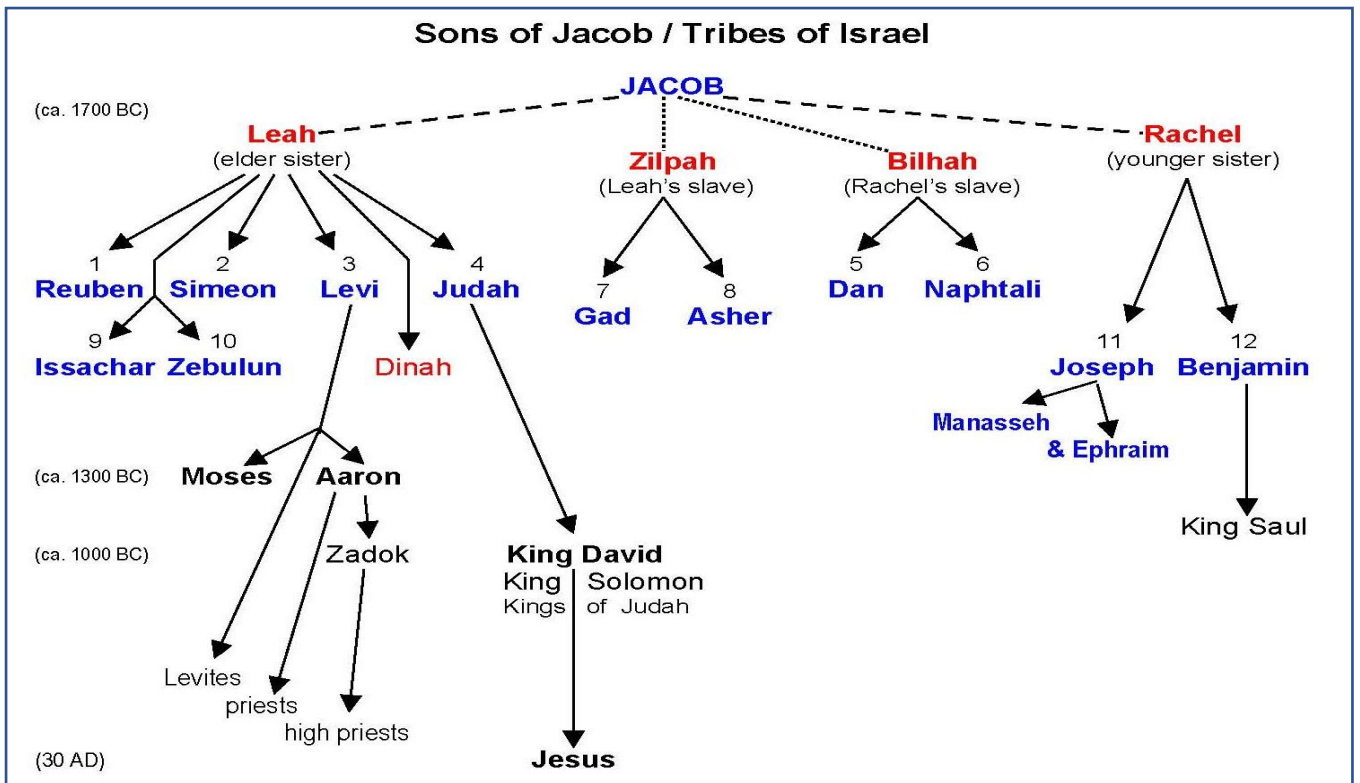 Sons of Jacob / Tribes of Israel
JACOB
(ca. 1700 BC)
Leah
(elder sister)
Zilpah
(Leah's slave)
Bilhah
(Rachel's slave)
Rachel
(younger sister)
1
Reuben
2
Simeon
3
Levi
4
Judah
7
Gad
8
Asher
5
Dan
6
Naphtali
9
Issachar
10
Zebulun
Dinah
11
Joseph
12
Benjamin
Manasseh
& Ephraim
(ca. 1300 BC)
Moses
Aaron
King Saul
(ca. 1000 BC)
Zadok
King David
King Solomon
Kings of Judah
Levites
priests
high priests
(30 AD)
Jesus